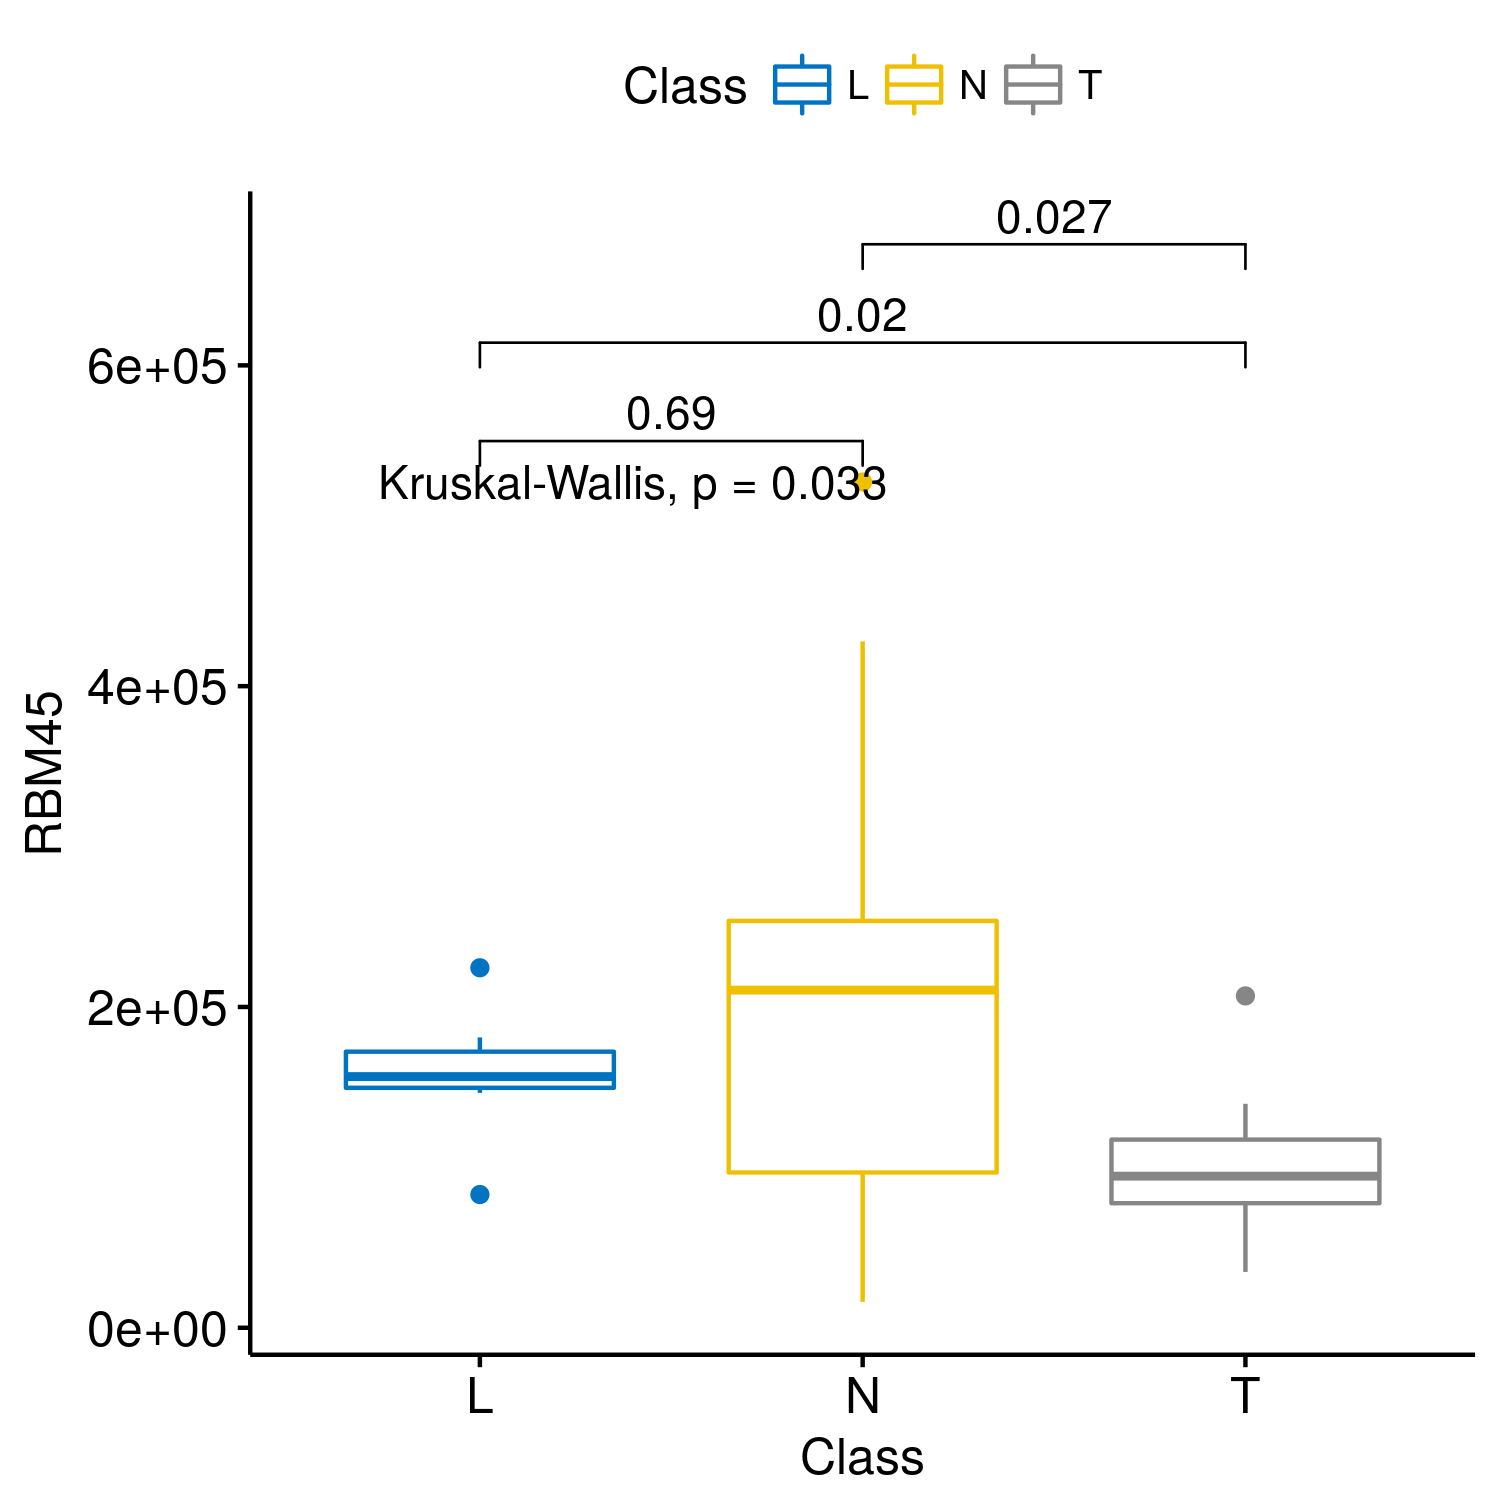 Class L N T
0.027
0.02
6e+05
0.69
Kruskal-Wallis, p = 0.033
4e+05
RBM45
2e+05
0e+00
L N T
Class